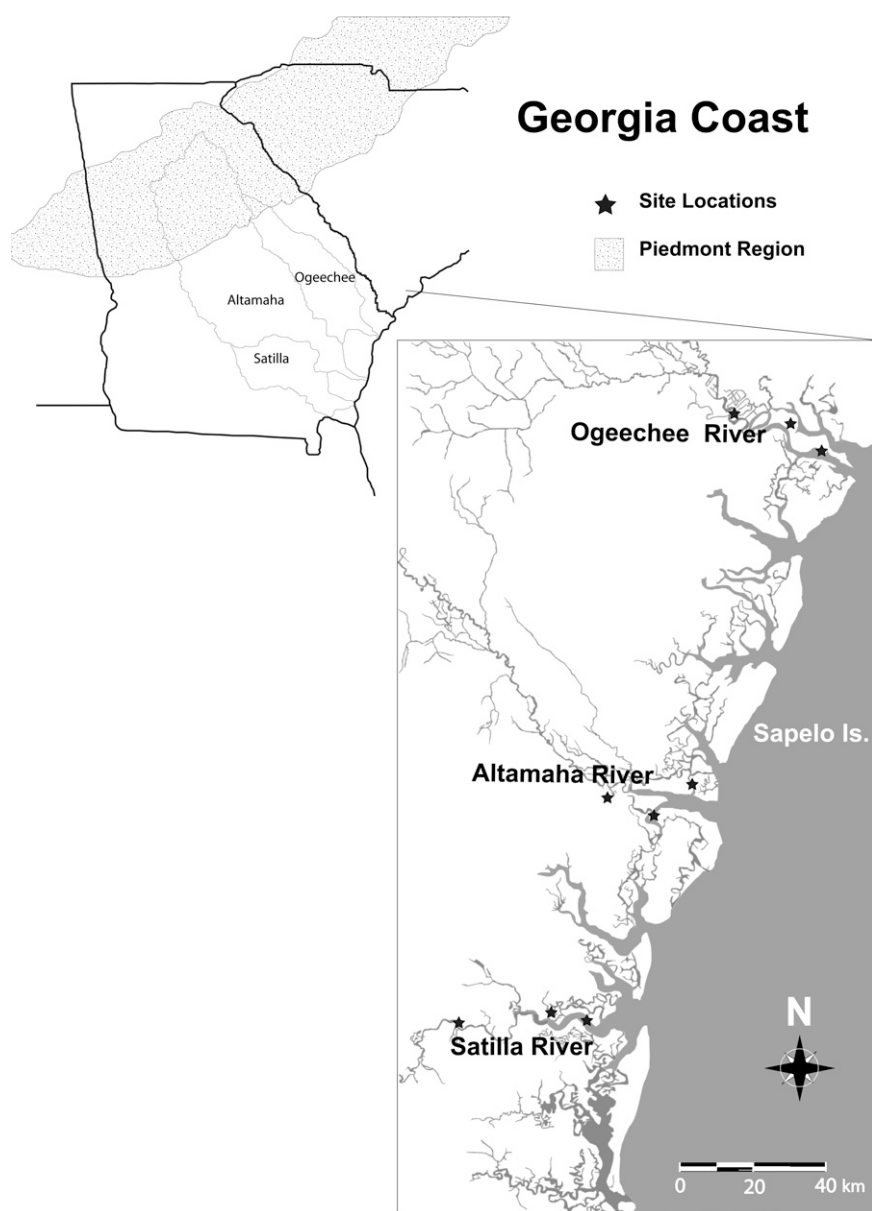 Georgia Coast
Site Locations
Piedmont Region
Ogeechee
Altamaha
Satilla
Ogeechee River
Sapelo Is.
Altamaha River
Satilla River
N
0 20 40 km